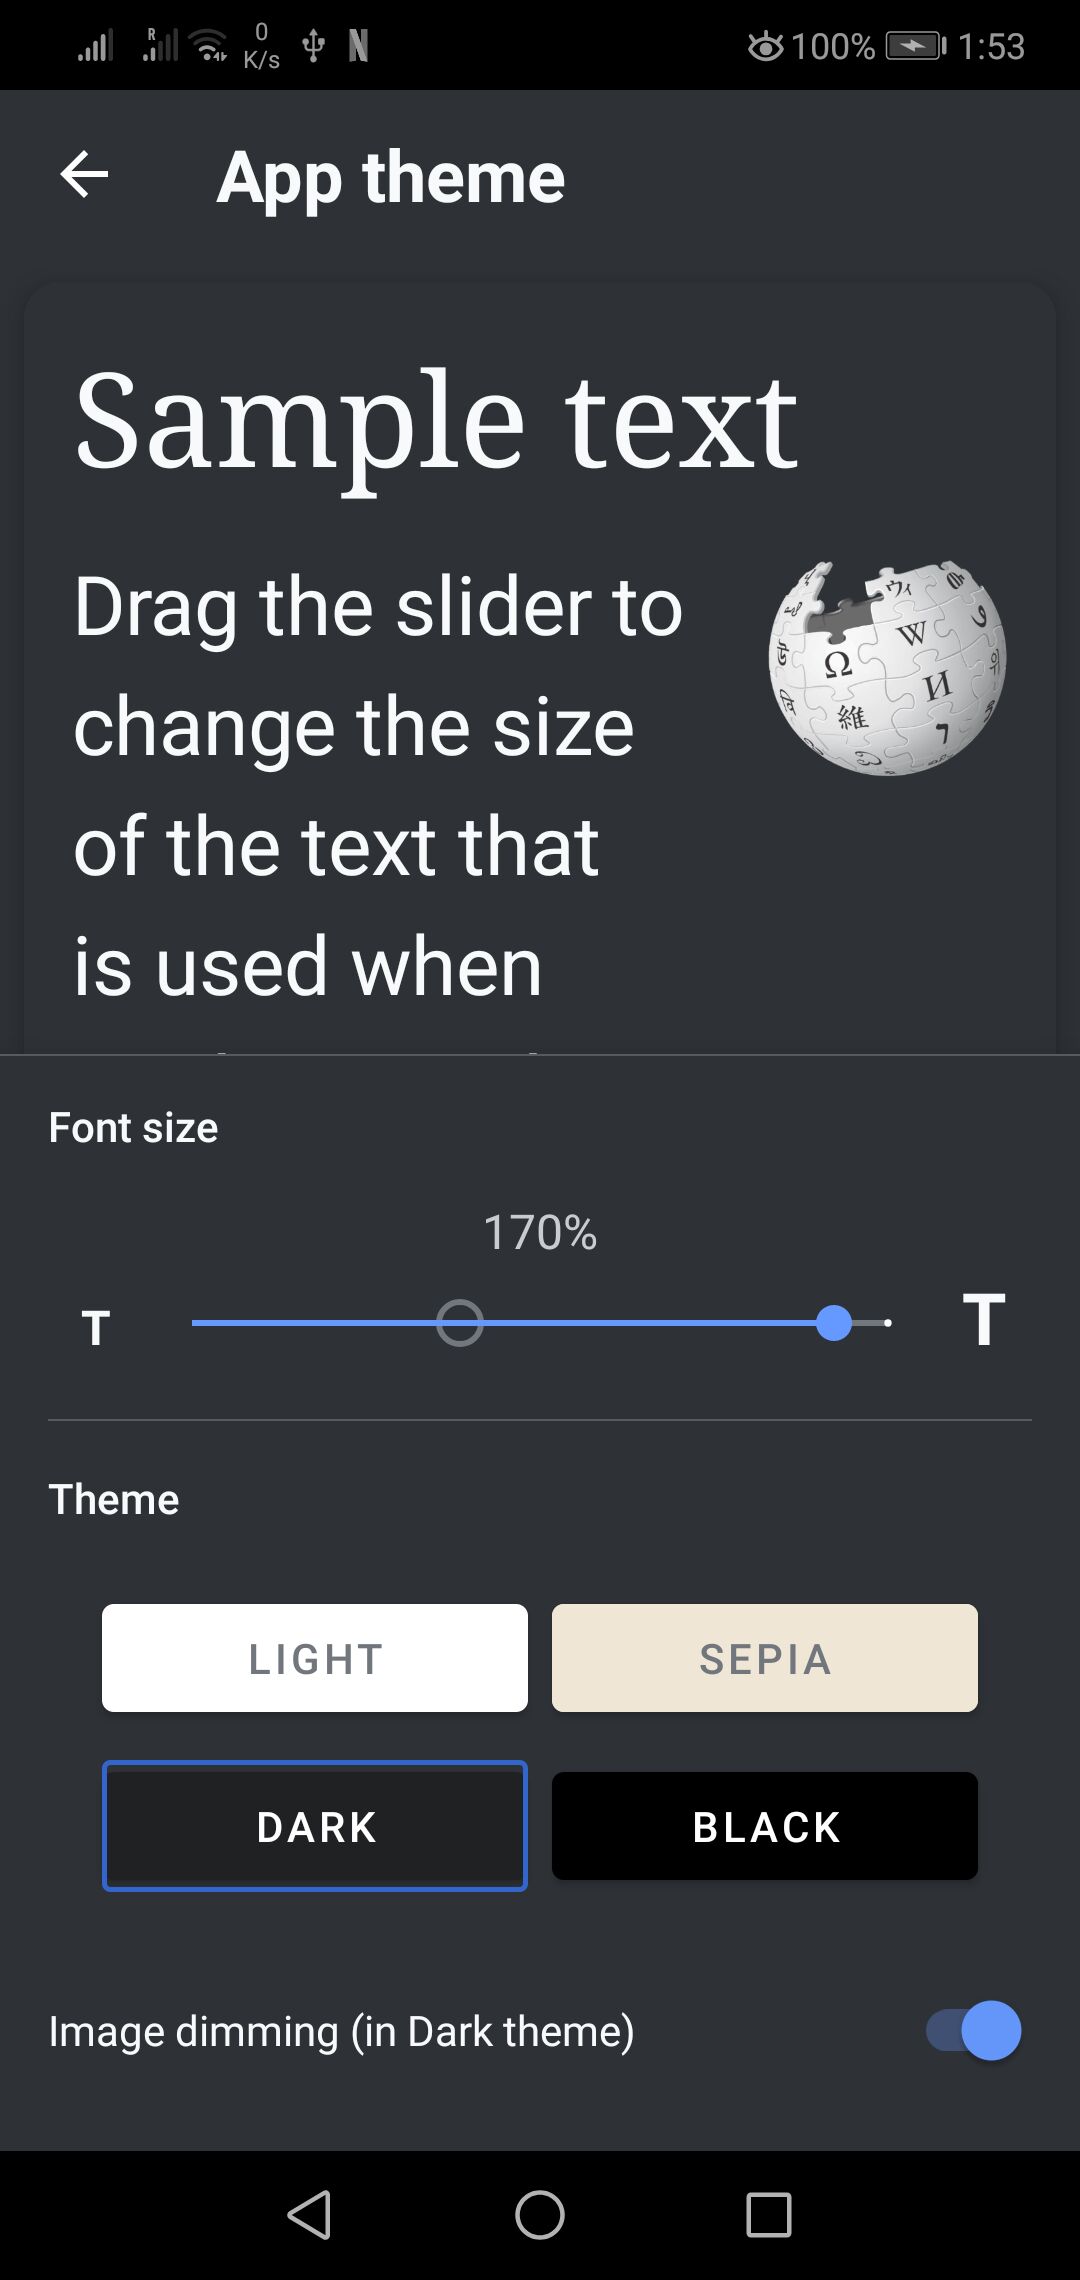 R
0
K/s
100%
1:53
App theme
Sample text
Drag the slider to
change the size
of the text that
is used when
Font size
170%
T
T
Theme
LIGHT
SEPIA
DARK
BLACK
Image dimming (in Dark theme)